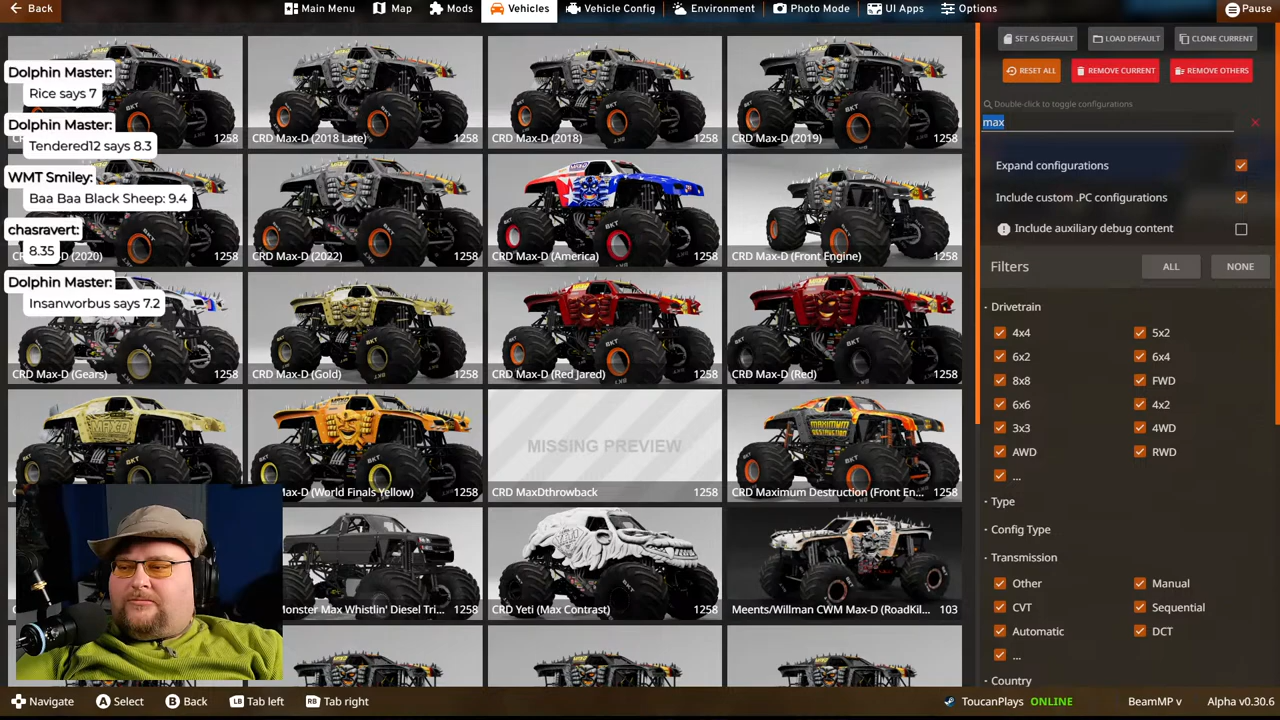 Back
Main Menu
Map
Mods
Vehicles
Vehicle Config
Environment
Photo Mode
UI Apps
Options
Pause
Dolphin Master:
Rice says 7
Dolphin Master:
Tendered12 says 8.3
WMT Smiley:
Baa Baa Black Sheep: 9.4
chasravert:
8.35
Dolphin Master:
Insanworbus says 7.2
1258
CRD Max-D (2018 Late) 1258
CRD Max-D (2018) 1258
CRD Max-D (2019) 1258
(2020) 1258
CRD Max-D (2022) 1258
CRD Max-D (America) 1258
CRD Max-D (Front Engine) 1258
CRD Max-D (Gears) 1258
CRD Max-D (Gold) 1258
CRD Max-D (Red Jared) 1258
CRD Max-D (Red) 1258
Max-D (World Finals Yellow) 1258
MISSING PREVIEW
CRD MaxDthrowback 1258
MAXIMUM DESTRUCTION
CRD Maximum Destruction (Front En... 1258
Monster Max Whistlin' Diesel Tri... 1258
CRD Yeti (Max Contrast) 1258
Meents/Willman CWM Max-D (RoadKil... 103
SET AS DEFAULT
LOAD DEFAULT
CLONE CURRENT
RESET ALL
REMOVE CURRENT
REMOVE OTHERS
Double-click to toggle configurations
max
Expand configurations
Include custom .PC configurations
Include auxiliary debug content
Filters
ALL
NONE
- Drivetrain
4x4
5x2
6x2
6x4
8x8
FWD
6x6
4x2
3x3
4WD
AWD
RWD
...
- Type
- Config Type
- Transmission
Other
Manual
CVT
Sequential
Automatic
DCT
...
- Country
Navigate
A Select
B Back
LB Tab left
RB Tab right
ToucanPlays ONLINE
BeamMP v
Alpha v0.30.6